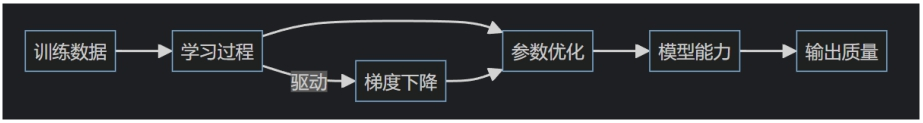 训练数据
学习过程
驱动
梯度下降
参数优化
模型能力
输出质量